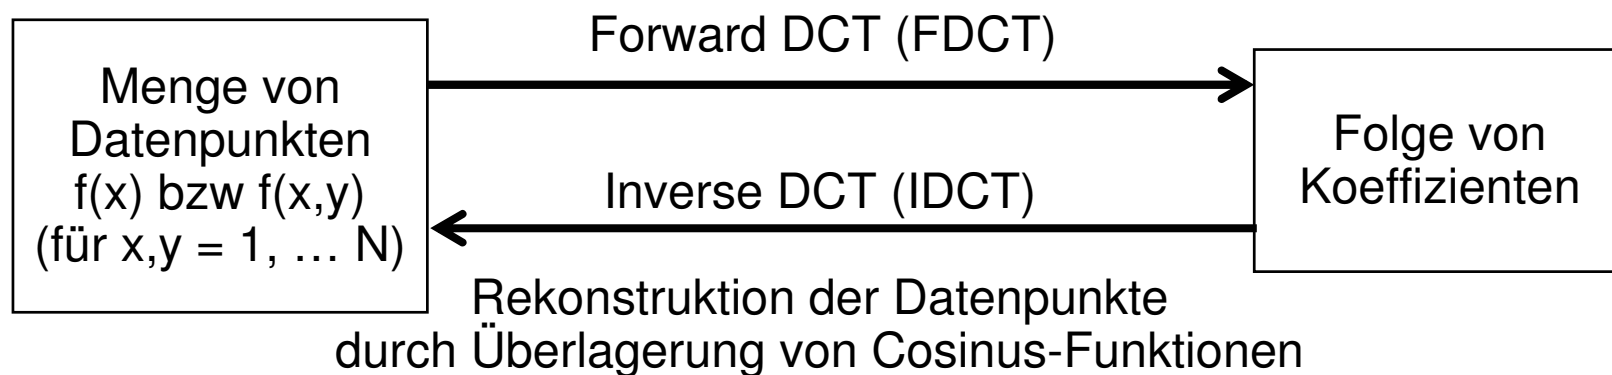 Forward DCT (FDCT)
Menge von
Datenpunkten
f(x) bzw f(x,y)
(für x,y = 1, … N)
Folge von
Koeffizienten
Inverse DCT (IDCT)
Rekonstruktion der Datenpunkte
durch Überlagerung von Cosinus-Funktionen